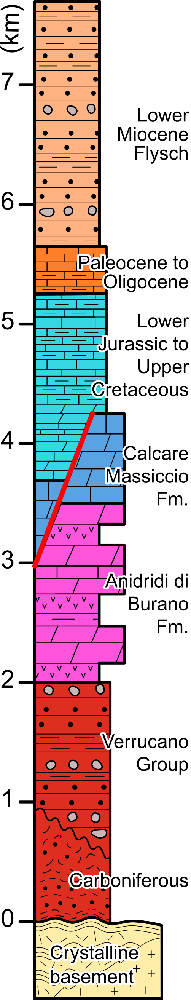 (km)
7
Lower
Miocene
Flysch
6
Paleocene to
Oligocene
5
Lower
Jurassic to
Upper
Cretaceous
4
Calcare
Massiccio
Fm.
3
Anidridi di
Burano
Fm.
2
Verrucano
Group
1
Carboniferous
0
Crystalline
basement